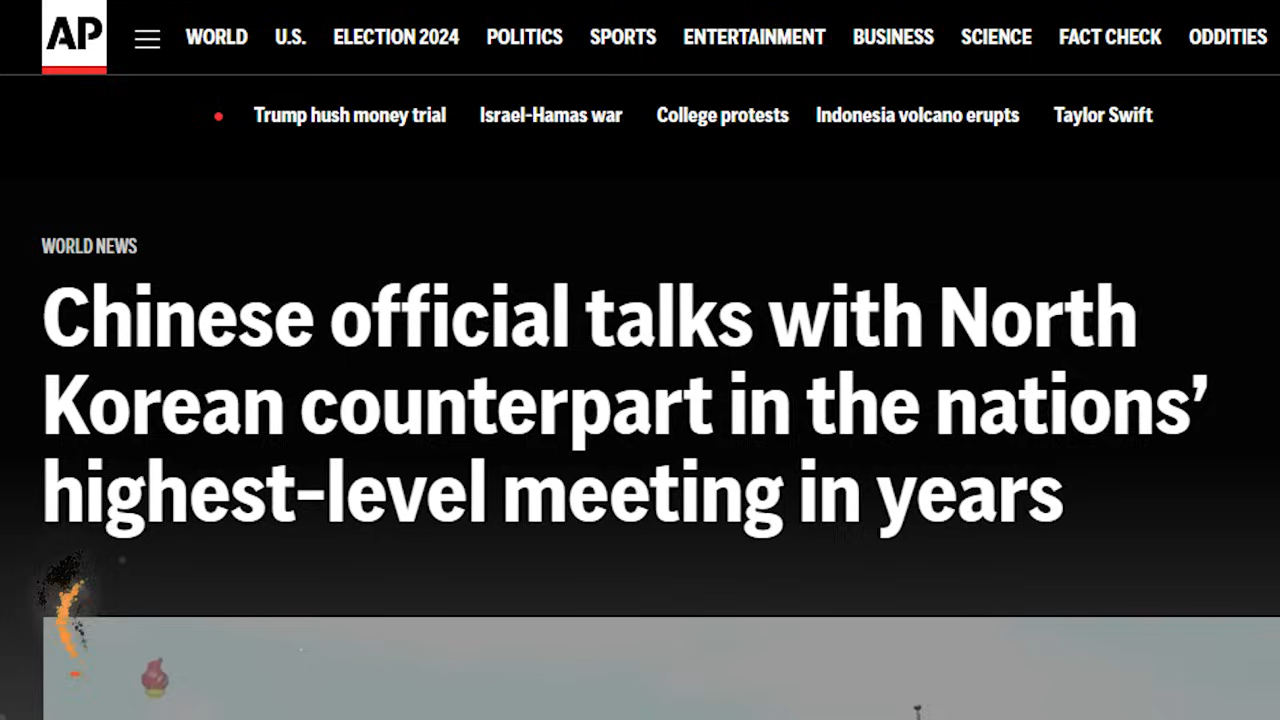 AP
WORLD U.S. ELECTION 2024 POLITICS SPORTS ENTERTAINMENT BUSINESS SCIENCE FACT CHECK ODDITIES
Trump hush money trial Israel-Hamas war College protests Indonesia volcano erupts Taylor Swift
WORLD NEWS
Chinese official talks with North
Korean counterpart in the nations’
highest-level meeting in years